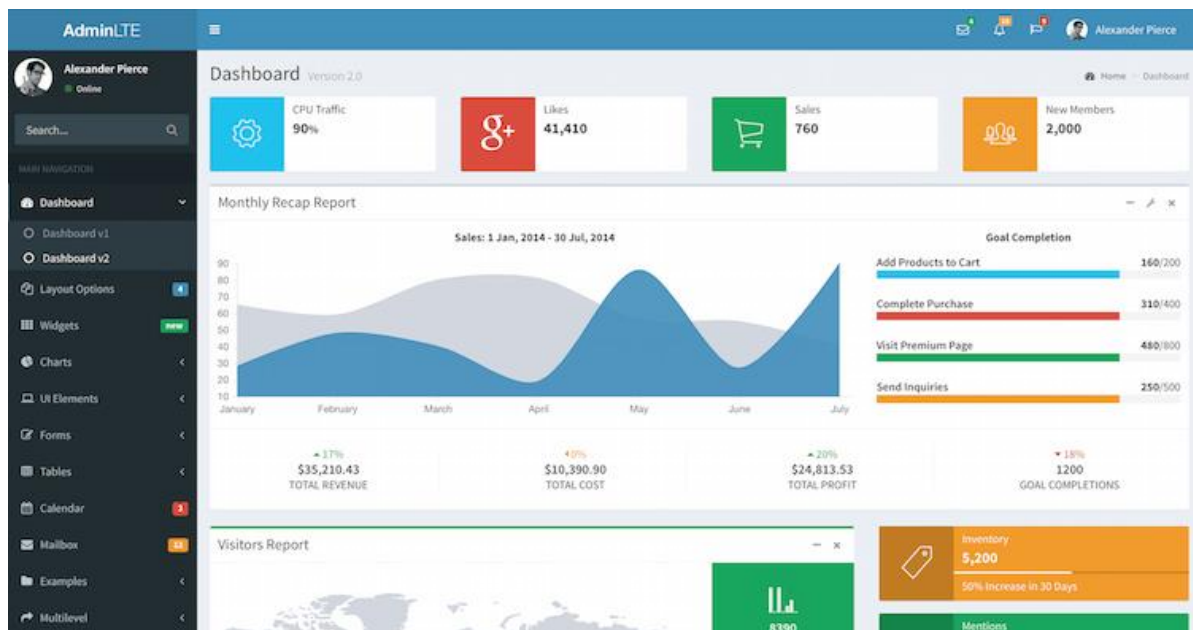 AdminLTE
Alexander Pierce
Alexander Pierce
Online
Search...
MAIN NAVIGATION
Dashboard
Dashboard v1
Dashboard v2
Layout Options 4
Widgets new
Charts
UI Elements
Forms
Tables
Calendar 3
Mailbox 12
Examples
Multilevel
Dashboard Version 2.0
Home Dashboard
CPU Traffic
90%
Likes
g+ 41,410
Sales
760
New Members
2,000
Monthly Recap Report
Sales: 1 Jan, 2014 - 30 Jul, 2014
90
80
70
60
50
40
30
20
10
January February March April May June July
Goal Completion
Add Products to Cart 160/200
Complete Purchase 310/400
Visit Premium Page 480/800
Send Inquiries 250/500
17%
$35,210.43
TOTAL REVENUE
0%
$10,390.90
TOTAL COST
20%
$24,813.53
TOTAL PROFIT
18%
1200
GOAL COMPLETIONS
Visitors Report
8390
Inventory
5,200
50% Increase in 30 Days
Mentions